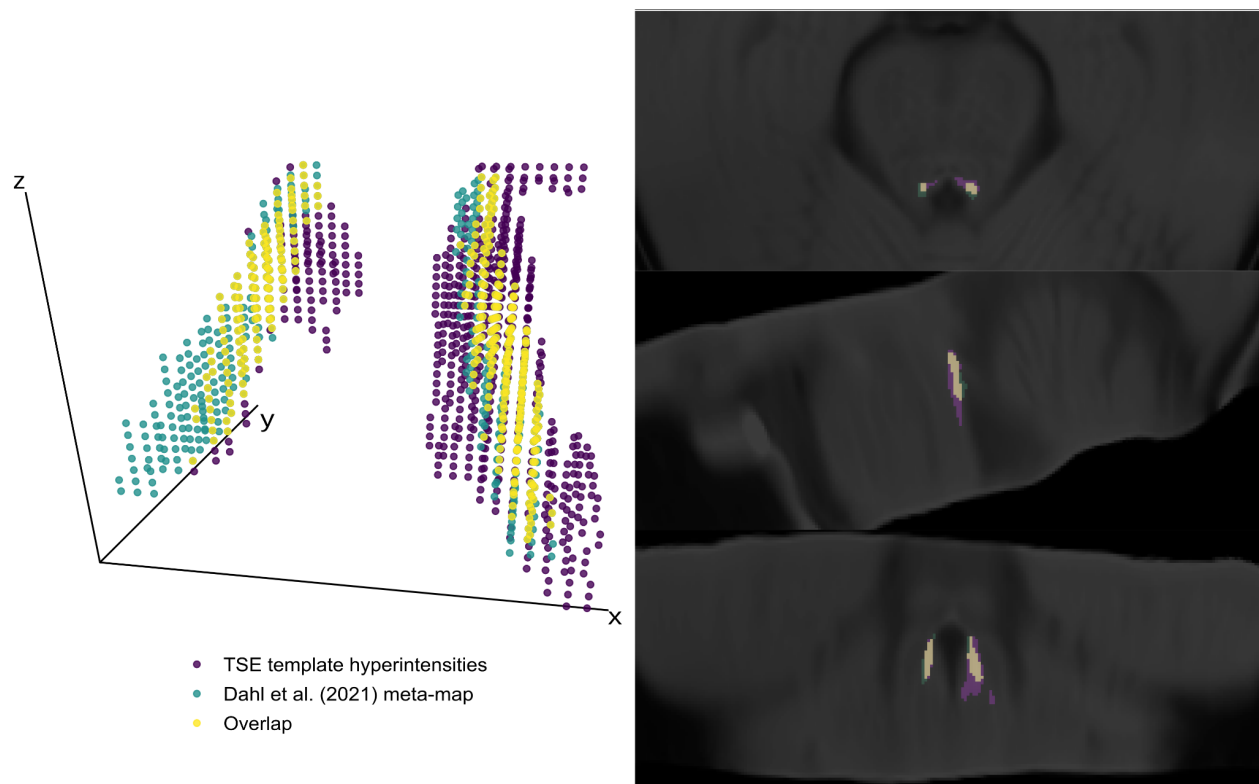 z
y
x
TSE template hyperintensities
Dahl et al. (2021) meta-map
Overlap